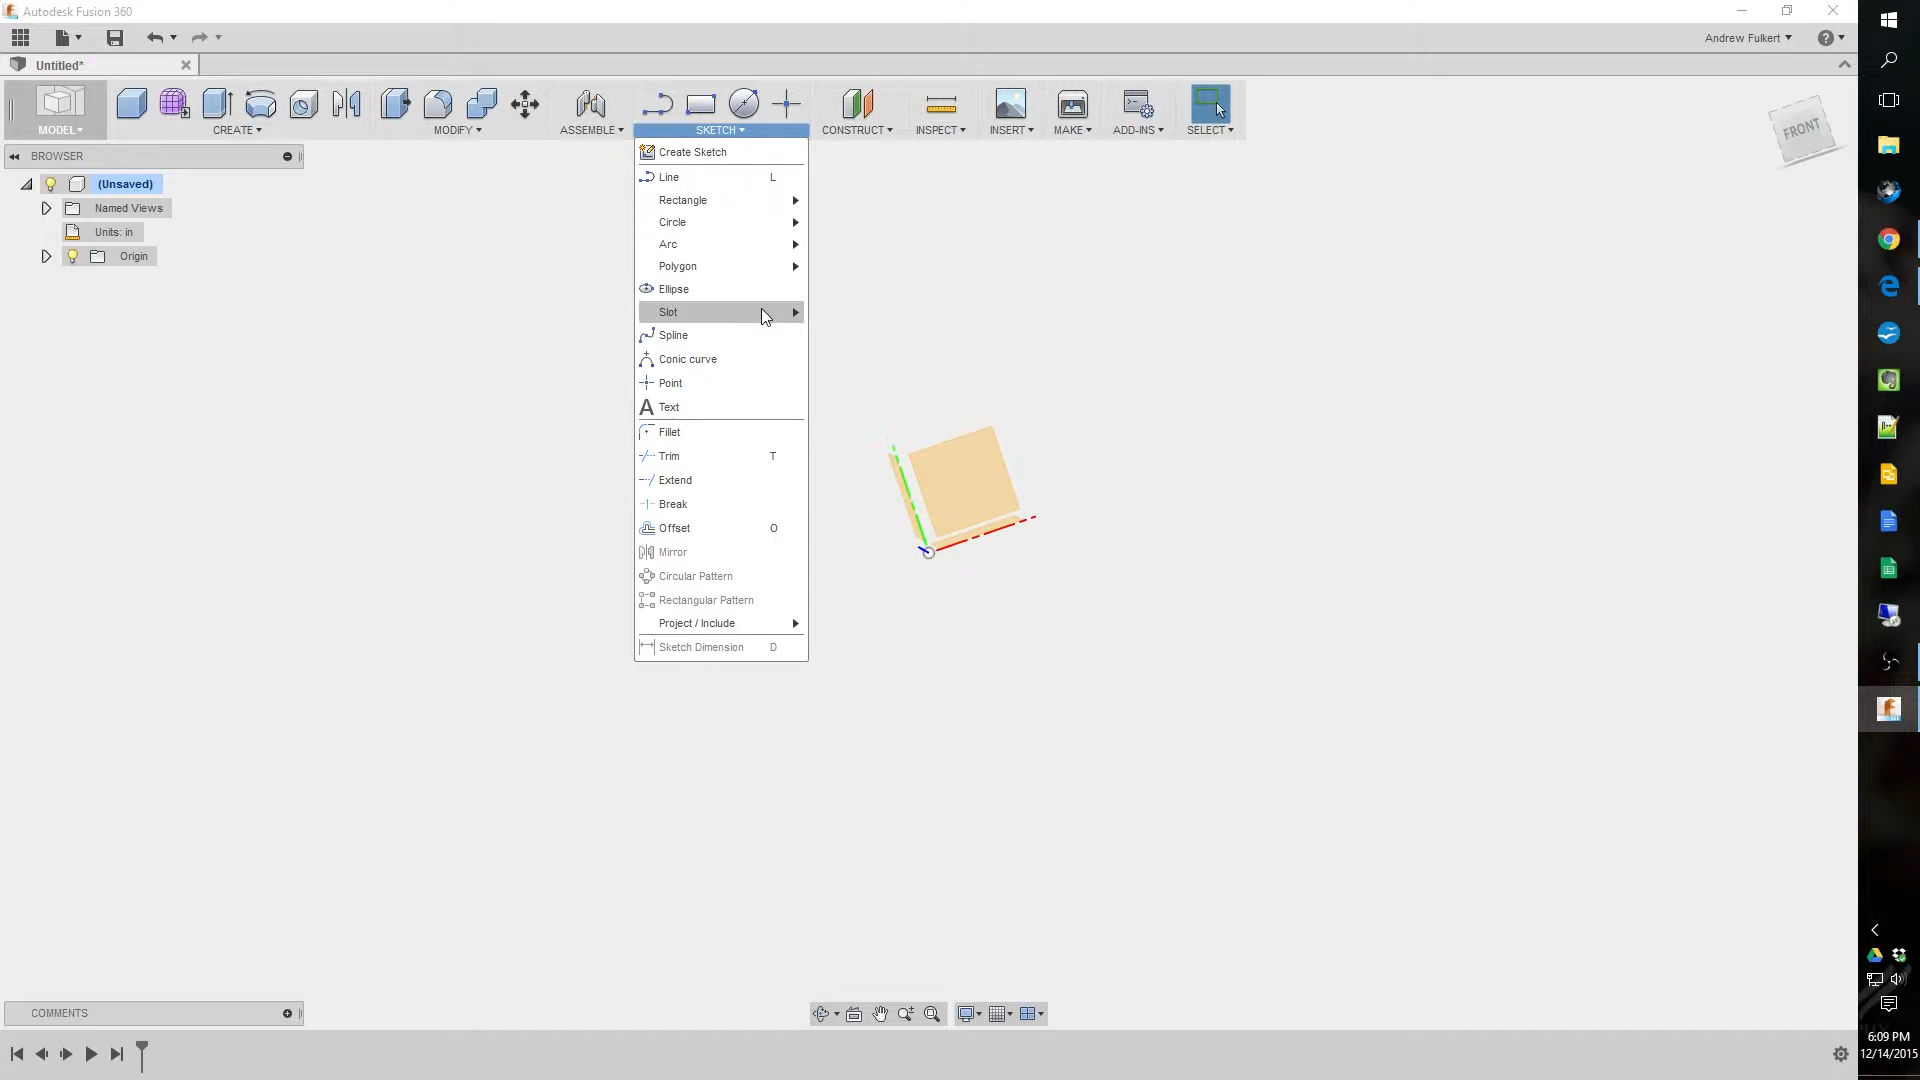 Autodesk Fusion 360
Andrew Fulkert
Untitled*
MODEL
CREATE
MODIFY
ASSEMBLE
SKETCH
CONSTRUCT
INSPECT
INSERT
MAKE
ADD-INS
SELECT
FRONT
BROWSER
(Unsaved)
Named Views
Units: in
Origin
Create Sketch
Line L
Rectangle
Circle
Arc
Polygon
Ellipse
Slot
Spline
Conic curve
Point
A Text
Fillet
Trim T
Extend
Break
Offset O
Mirror
Circular Pattern
Rectangular Pattern
Project / Include
Sketch Dimension D
COMMENTS
6:09 PM
12/14/2015